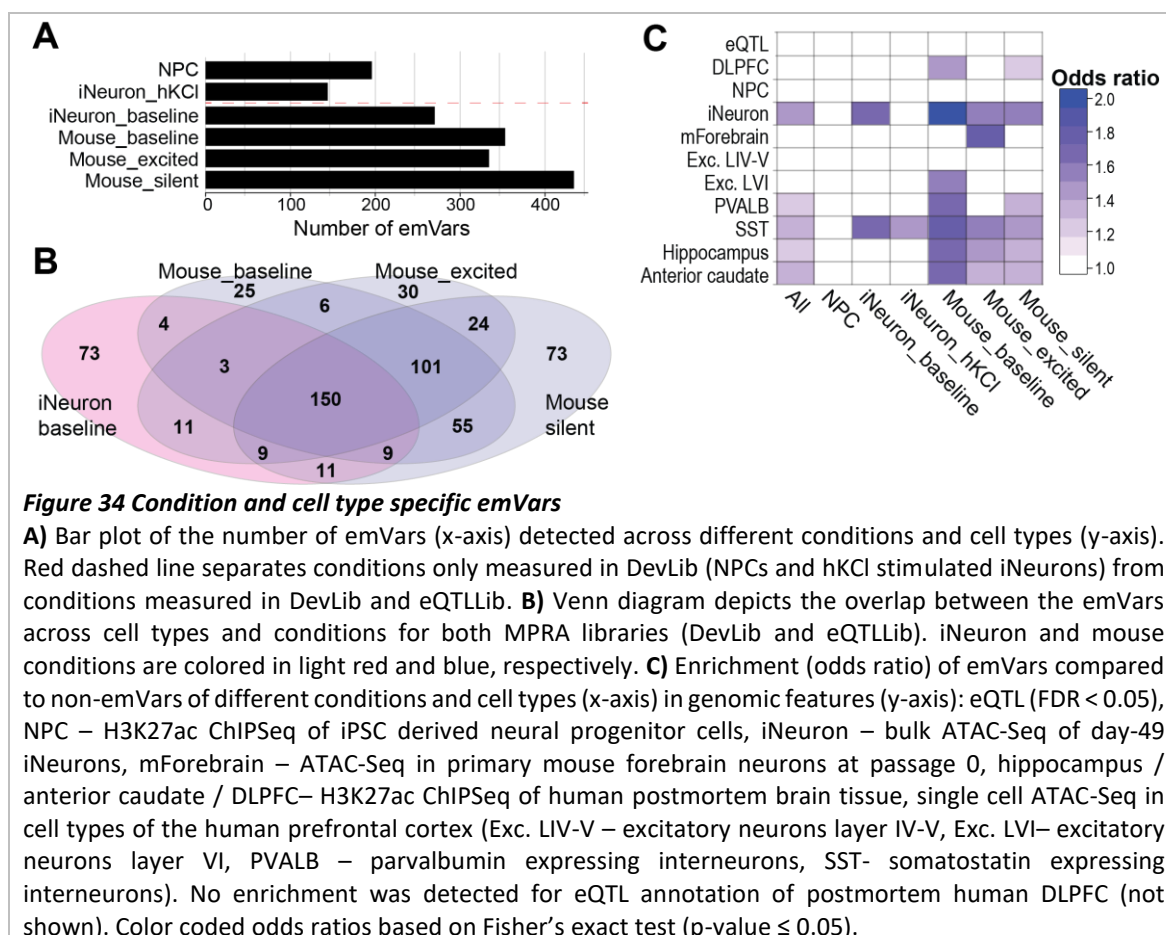 A
NPC
iNeuron_hKCl
iNeuron_baseline
Mouse_baseline
Mouse_excited
Mouse_silent
0 100 200 300 400
Number of emVars
B
Mouse_baseline Mouse_excited
25 30
4 6 24
73 3 101 73
150
iNeuron
baseline
Mouse
silent
11 55
9 9
11
C
eQTL
DLPFC
NPC
iNeuron
mForebrain
Exc. LIV-V
Exc. LVI
PVALB
SST
Hippocampus
Anterior caudate
All
NPC
iNeuron_baseline
iNeuron_hKCl
Mouse_baseline
Mouse_excited
Mouse_silent
Odds ratio
2.0
1.8
1.6
1.4
1.2
1.0
Figure 34 Condition and cell type specific emVars
A) Bar plot of the number of emVars (x-axis) detected across different conditions and cell types (y-axis).
Red dashed line separates conditions only measured in DevLib (NPCs and hKCl stimulated iNeurons) from
conditions measured in DevLib and eQTLLib. B) Venn diagram depicts the overlap between the emVars
across cell types and conditions for both MPRA libraries (DevLib and eQTLLib). iNeuron and mouse
conditions are colored in light red and blue, respectively. C) Enrichment (odds ratio) of emVars compared
to non-emVars of different conditions and cell types (x-axis) in genomic features (y-axis): eQTL (FDR < 0.05),
NPC – H3K27ac ChIPSeq of iPSC derived neural progenitor cells, iNeuron – bulk ATAC-Seq of day-49
iNeurons, mForebrain – ATAC-Seq in primary mouse forebrain neurons at passage 0, hippocampus /
anterior caudate / DLPFC– H3K27ac ChIPSeq of human postmortem brain tissue, single cell ATAC-Seq in
cell types of the human prefrontal cortex (Exc. LIV-V – excitatory neurons layer IV-V, Exc. LVI– excitatory
neurons layer VI, PVALB – parvalbumin expressing interneurons, SST- somatostatin expressing
interneurons). No enrichment was detected for eQTL annotation of postmortem human DLPFC (not
shown). Color coded odds ratios based on Fisher's exact test (p-value ≤ 0.05).